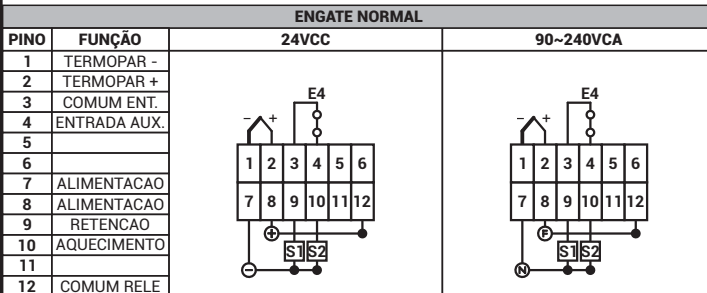 ENGATE NORMAL
PINO FUNÇÃO 24VCC 90~240VCA
1 TERMOPAR -
2 TERMOPAR +
3 COMUM ENT.
4 ENTRADA AUX.
5
6
7 ALIMENTACAO
8 ALIMENTACAO
9 RETENCAO
10 AQUECIMENTO
11
12 COMUM RELE
E4
- +
1 2 3 4 5 6
7 8 9 10 11 12
+
S1 S2
-
E4
- +
1 2 3 4 5 6
7 8 9 10 11 12
F
S1 S2
N